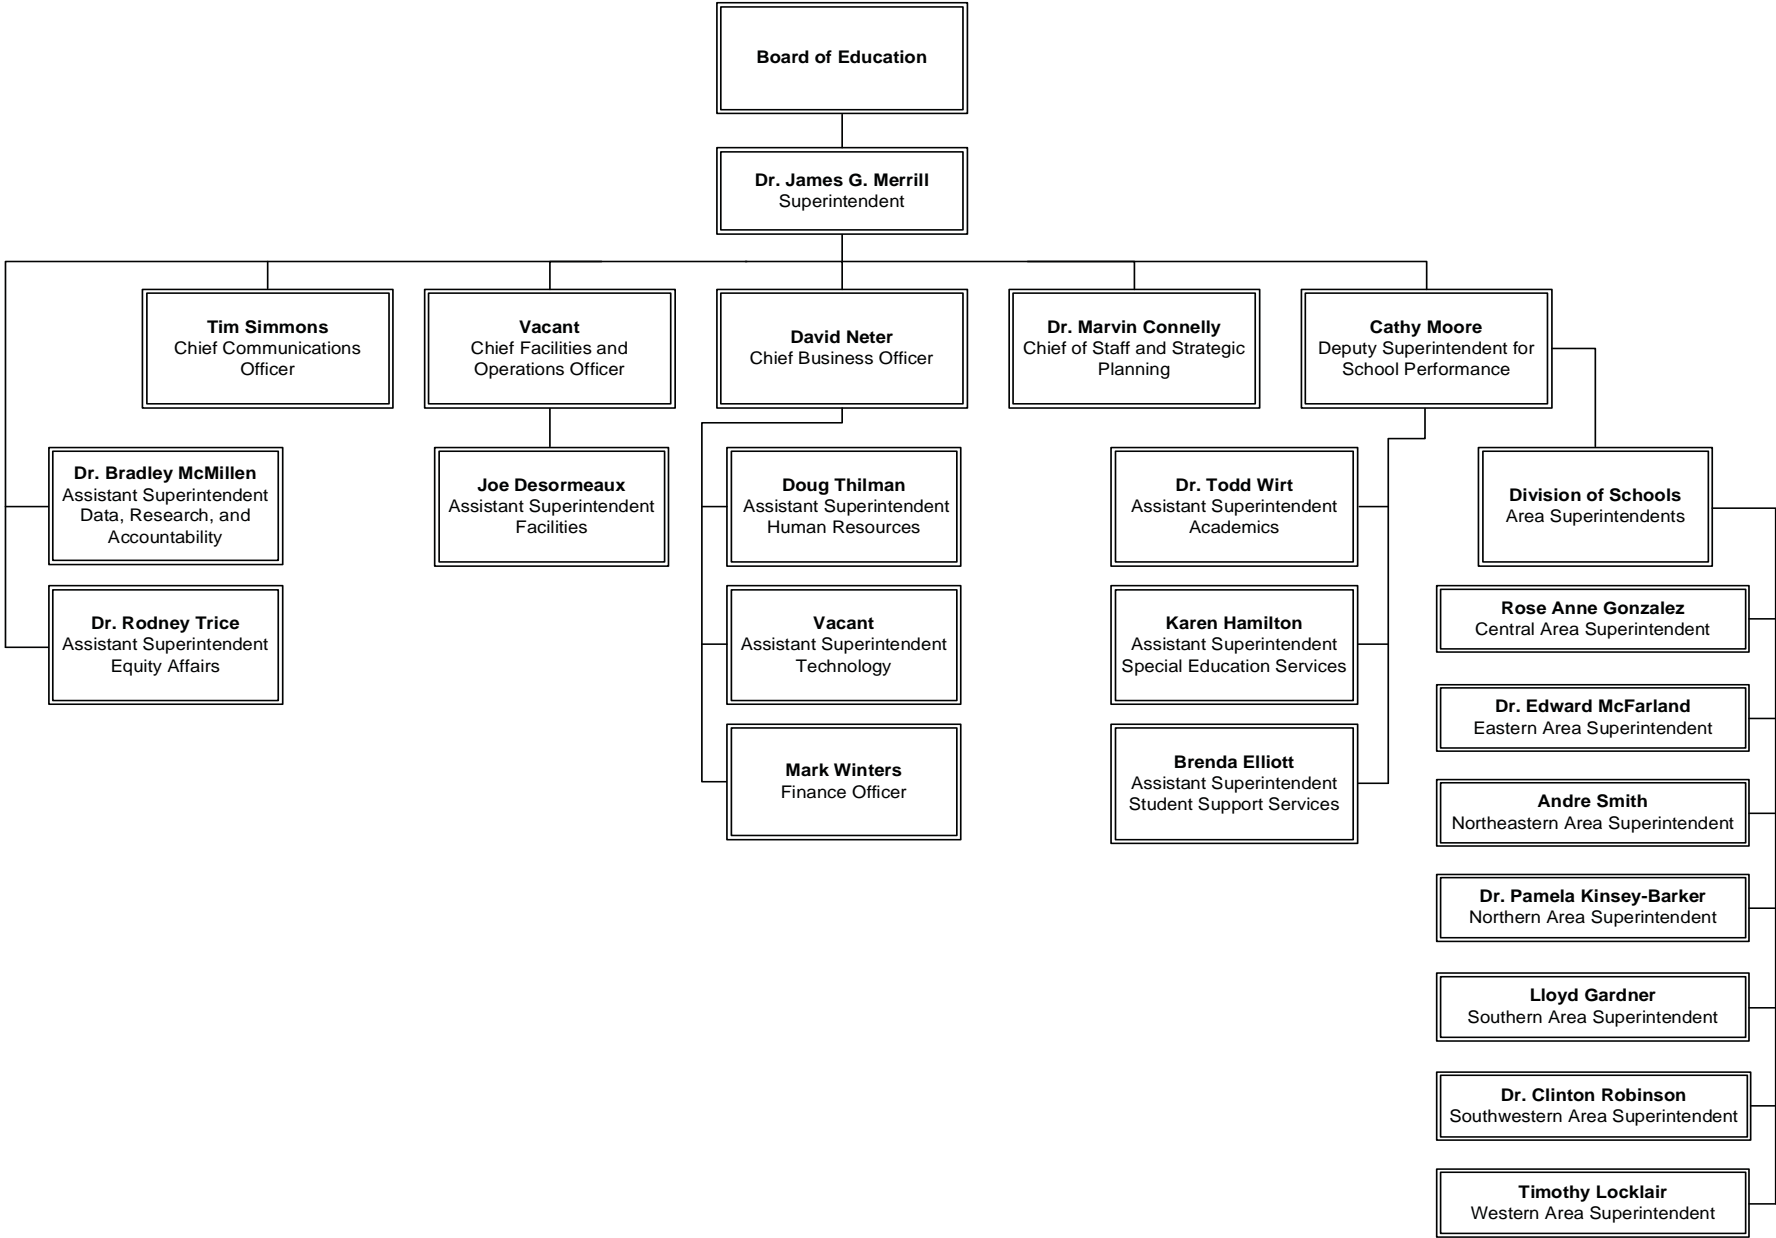 Board of Education
Dr. James G. Merrill
Superintendent
Tim Simmons
Chief Communications
Officer
Vacant
Chief Facilities and
Operations Officer
David Neter
Chief Business Officer
Dr. Marvin Connelly
Chief of Staff and Strategic
Planning
Cathy Moore
Deputy Superintendent for
School Performance
Dr. Bradley McMillen
Assistant Superintendent
Data, Research, and
Accountability
Dr. Rodney Trice
Assistant Superintendent
Equity Affairs
Joe Desormeaux
Assistant Superintendent
Facilities
Doug Thilman
Assistant Superintendent
Human Resources
Vacant
Assistant Superintendent
Technology
Mark Winters
Finance Officer
Dr. Todd Wirt
Assistant Superintendent
Academics
Karen Hamilton
Assistant Superintendent
Special Education Services
Brenda Elliott
Assistant Superintendent
Student Support Services
Division of Schools
Area Superintendents
Rose Anne Gonzalez
Central Area Superintendent
Dr. Edward McFarland
Eastern Area Superintendent
Andre Smith
Northeastern Area Superintendent
Dr. Pamela Kinsey-Barker
Northern Area Superintendent
Lloyd Gardner
Southern Area Superintendent
Dr. Clinton Robinson
Southwestern Area Superintendent
Timothy Locklair
Western Area Superintendent